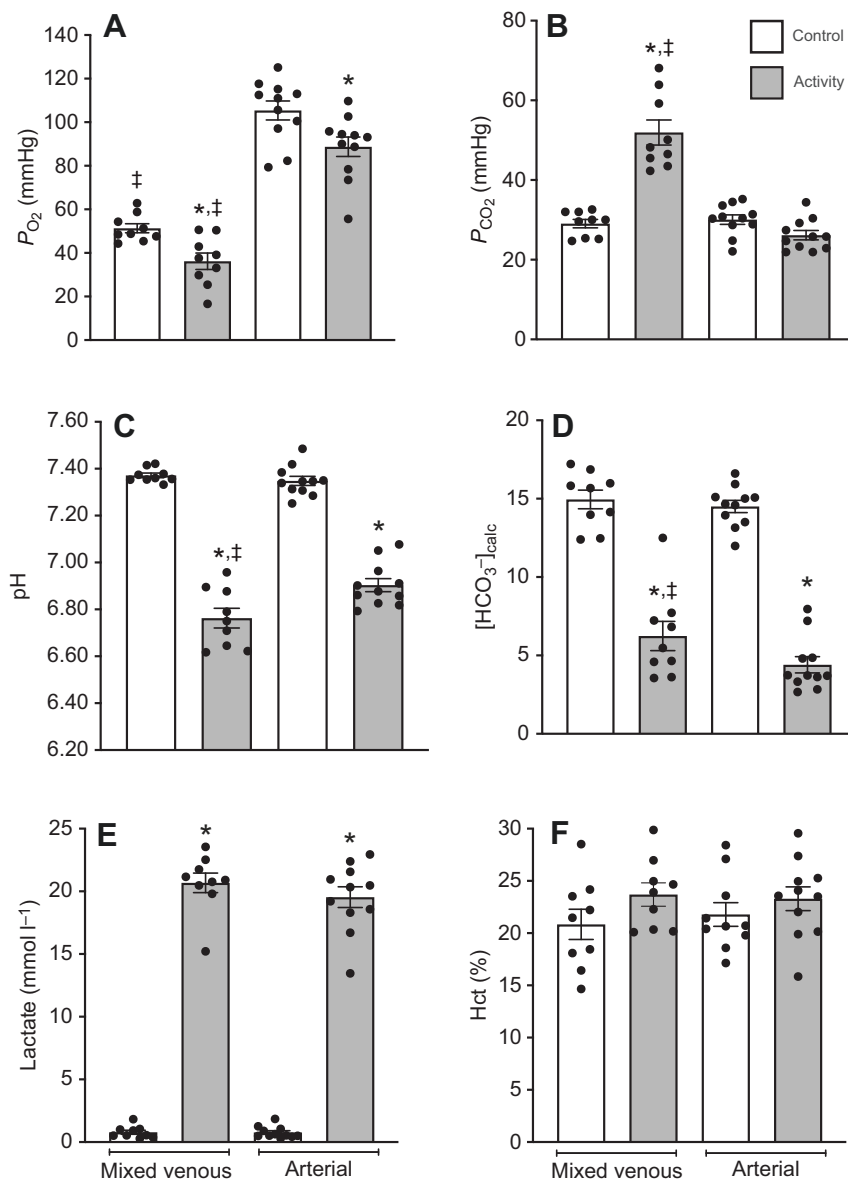 A
140
120
100
80
60
40
20
0
P_O2 (mmHg)
‡
*,‡
*
B
80
60
40
20
0
P_CO2 (mmHg)
*,‡
Control
Activity
C
7.60
7.40
7.20
7.00
6.80
6.60
6.40
6.20
pH
*,‡
*
D
20
15
10
5
0
[HCO3−]calc
*,‡
*
E
25
20
15
10
5
0
Lactate (mmol l−1)
*
*
Mixed venous
Arterial
F
30
25
20
15
10
5
0
Hct (%)
Mixed venous
Arterial